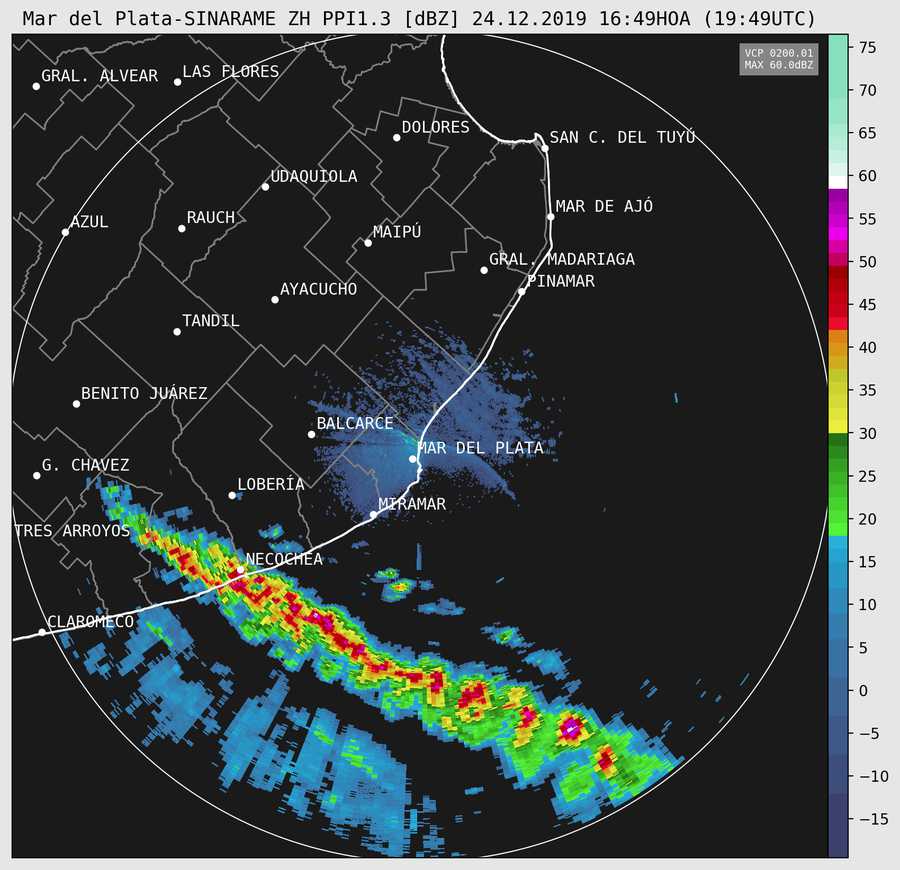 Mar del Plata-SINARAME ZH PPI1.3 [dBZ] 24.12.2019 16:49HOA (19:49UTC)
VCP 0200.01
MAX 60.0dBZ
GRAL. ALVEAR
LAS FLORES
DOLORES
SAN C. DEL TUYÚ
UDAQUIOLA
AZUL
RAUCH
MAIPÚ
MAR DE AJÓ
GRAL. MADARIAGA
PINAMAR
AYACUCHO
TANDIL
BENITO JUÁREZ
BALCARCE
MAR DEL PLATA
G. CHAVEZ
LOBERÍA
MIRAMAR
TRES ARROYOS
NECOCHEA
CLAROMECO
75
70
65
60
55
50
45
40
35
30
25
20
15
10
5
0
−5
−10
−15